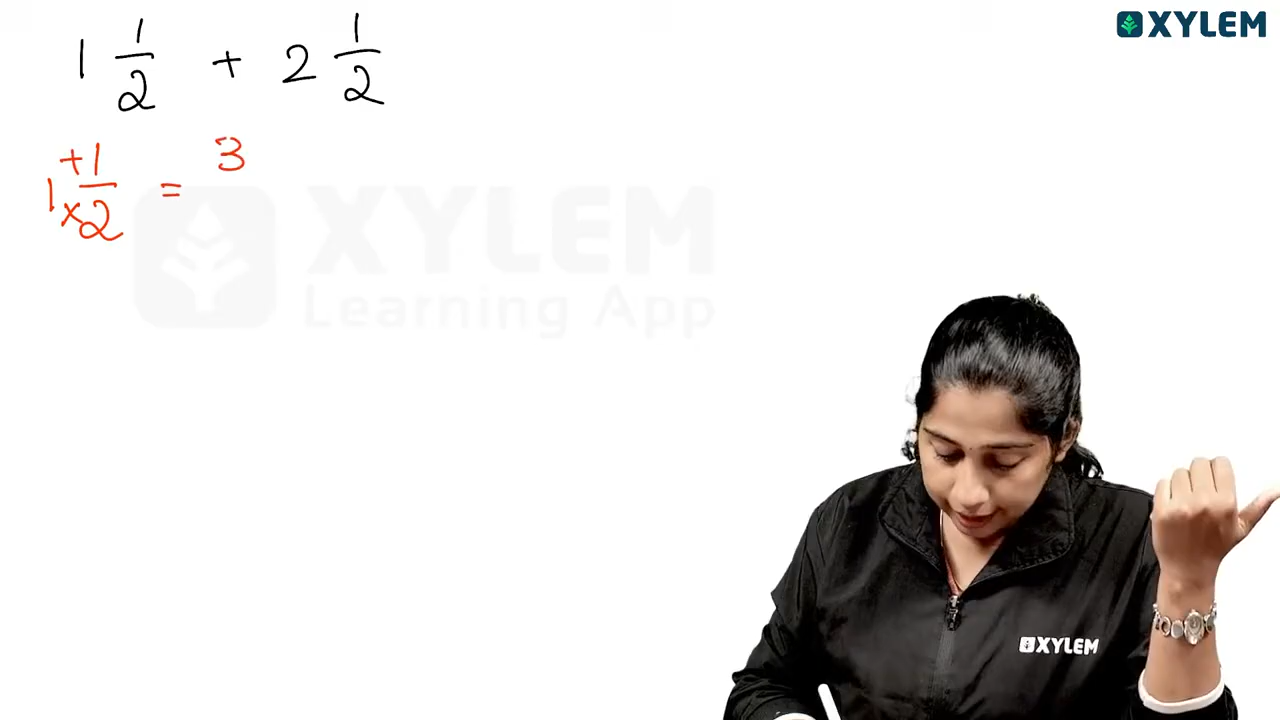 XYLEM
1 1/2 + 2 1/2
1 ×2 +1 = 3
XYLEM
Learning App
XYLEM